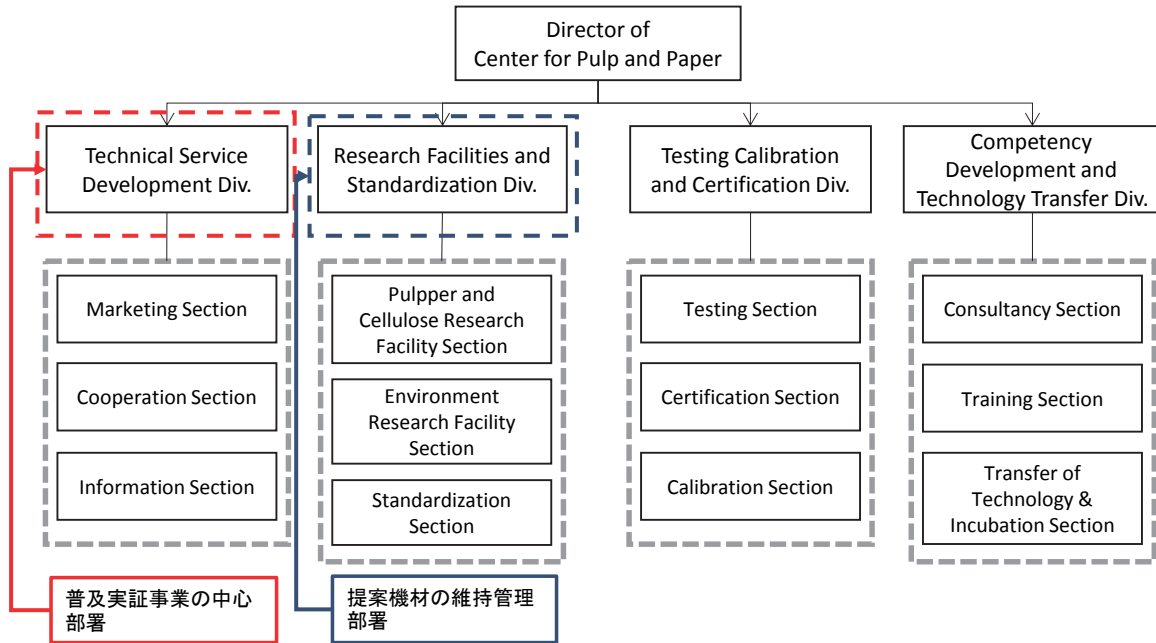 Director of
Center for Pulp and Paper
Technical Service
Development Div.
Research Facilities and
Standardization Div.
Testing Calibration
and Certification Div.
Competency
Development and
Technology Transfer Div.
Marketing Section
Cooperation Section
Information Section
Pulpper and
Cellulose Research
Facility Section
Environment
Research Facility
Section
Standardization
Section
Testing Section
Certification Section
Calibration Section
Consultancy Section
Training Section
Transfer of
Technology &
Incubation Section
普及実証事業の中心
部署
提案機材の維持管理
部署